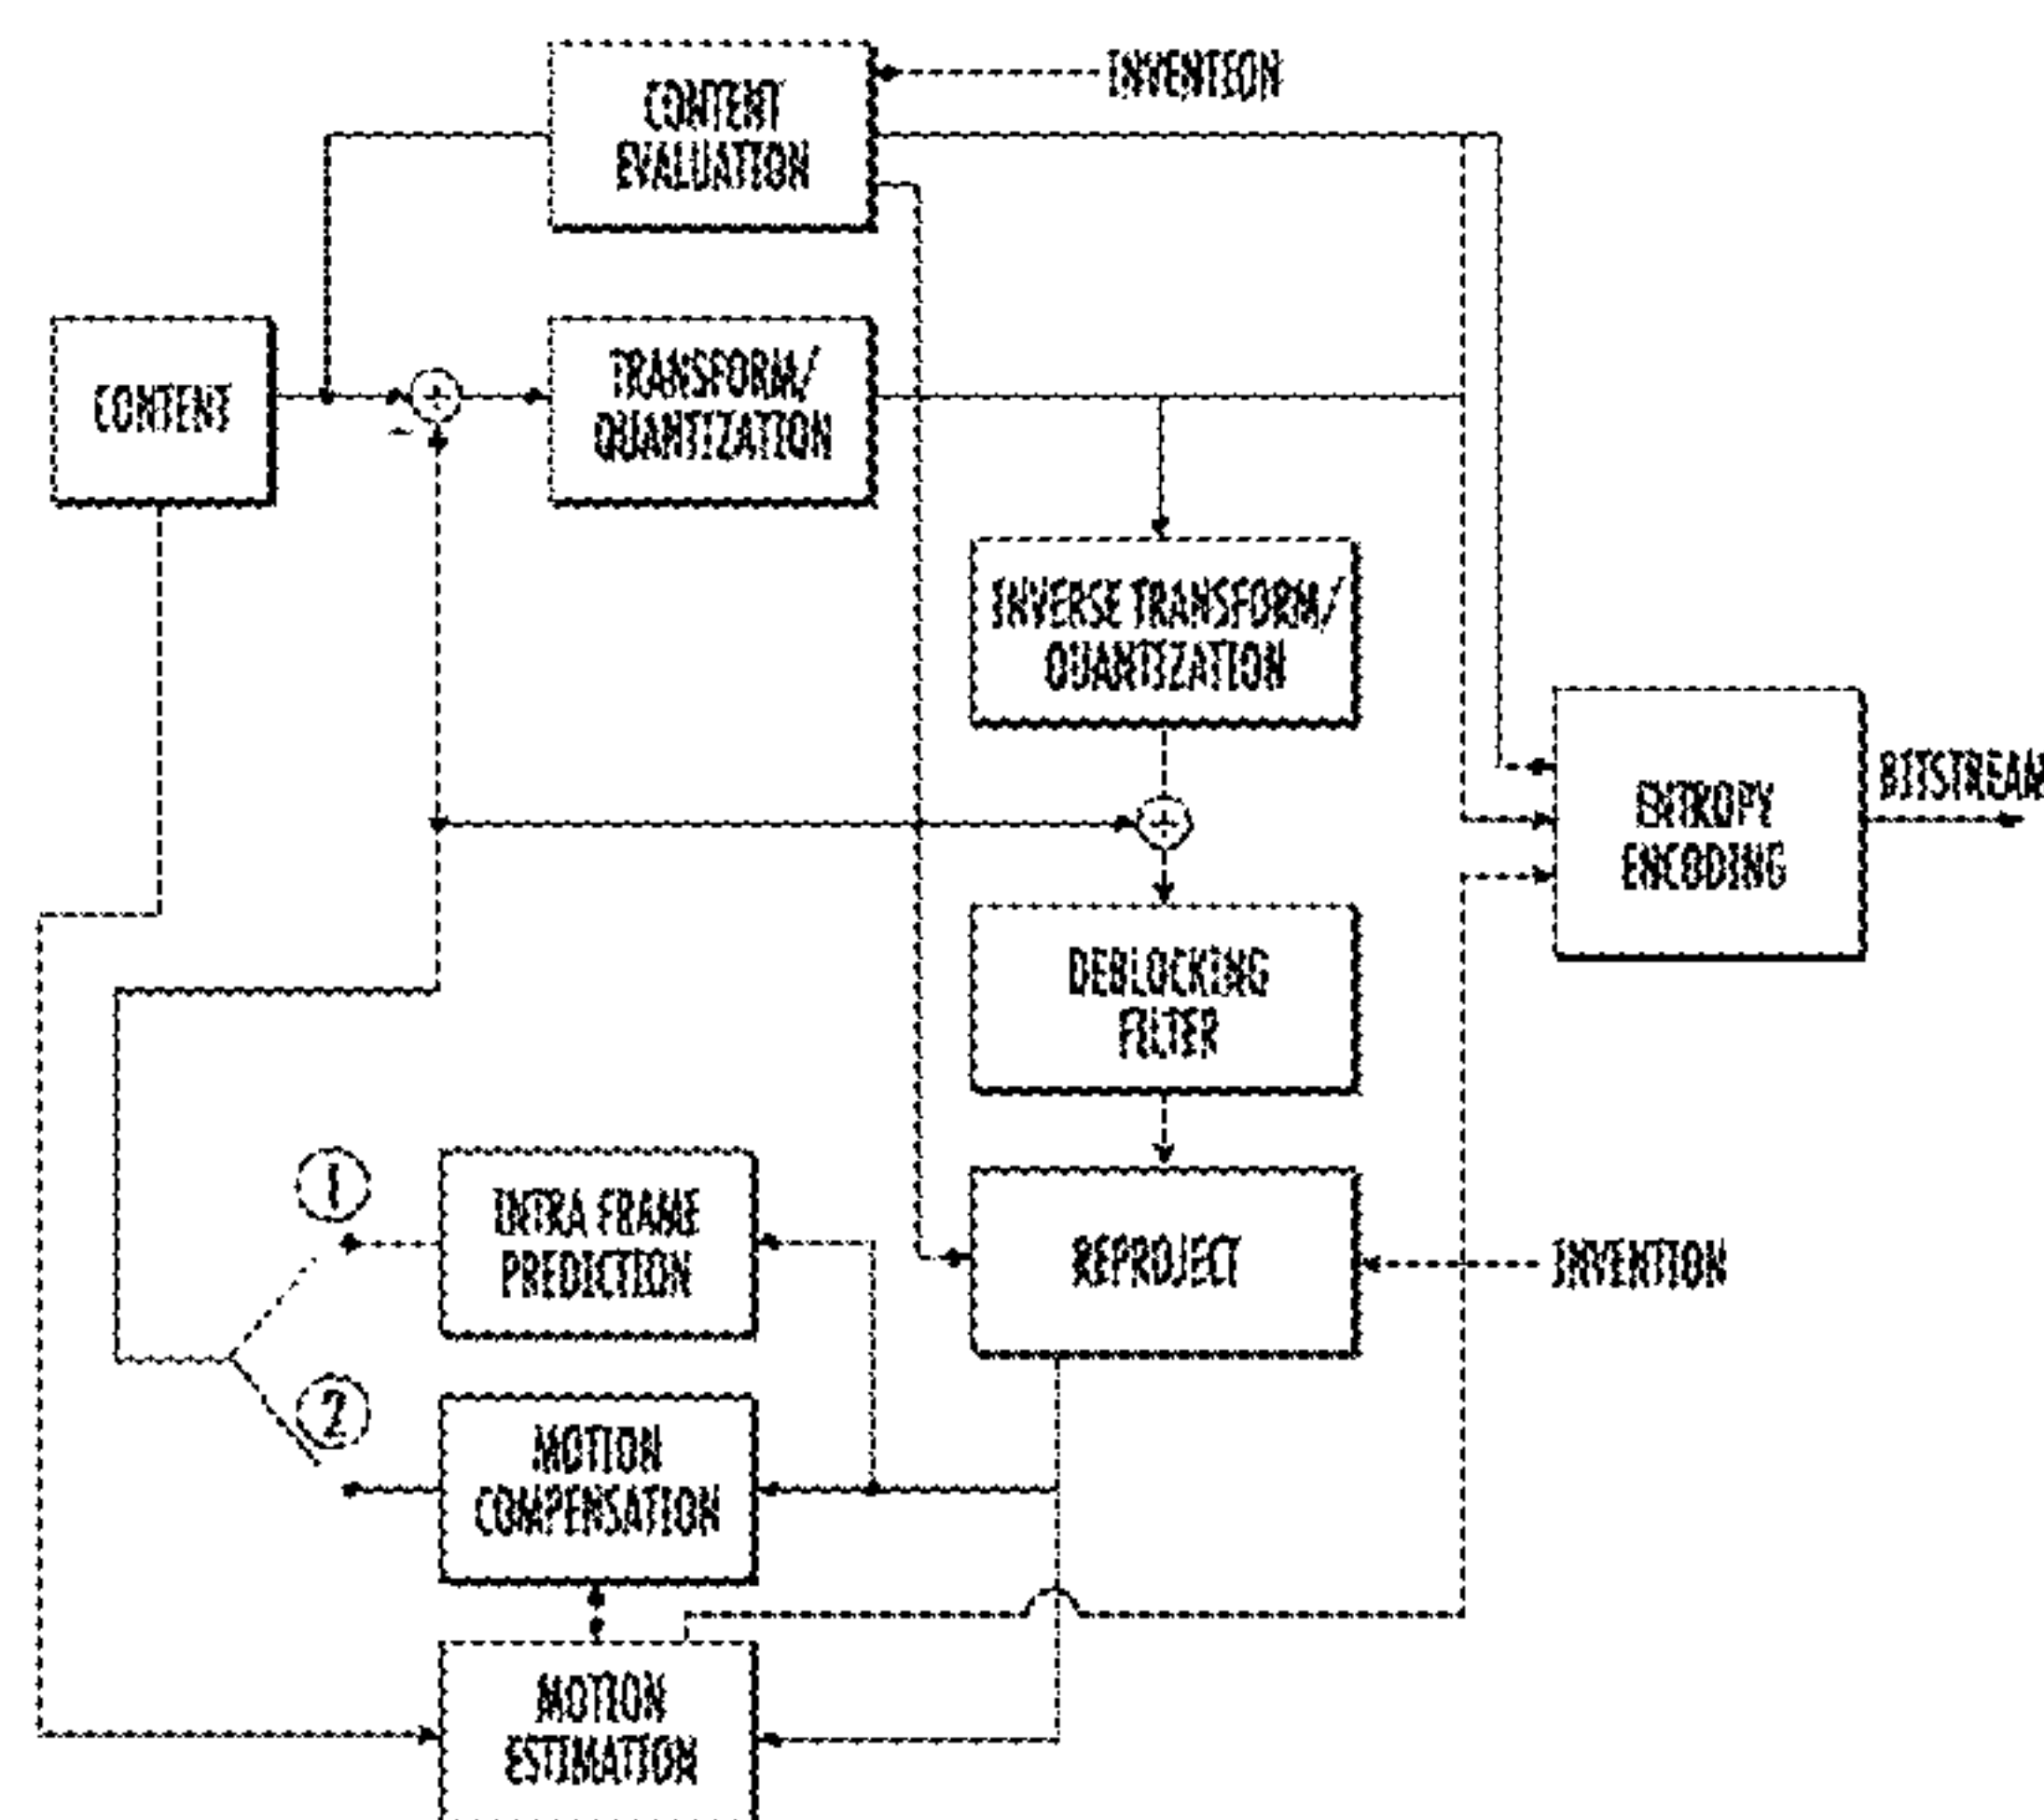 INVENTION
CONTENT
EVALUATION
CONTENT
+
-
TRANSFORM/
QUANTIZATION
INVERSE TRANSFORM/
QUANTIZATION
+
ENTROPY
ENCODING
BITSTREAM
DEBLOCKING
FILTER
1
INTRA FRAME
PREDICTION
REPROJECT
INVENTION
2
MOTION
COMPENSATION
MOTION
ESTIMATION